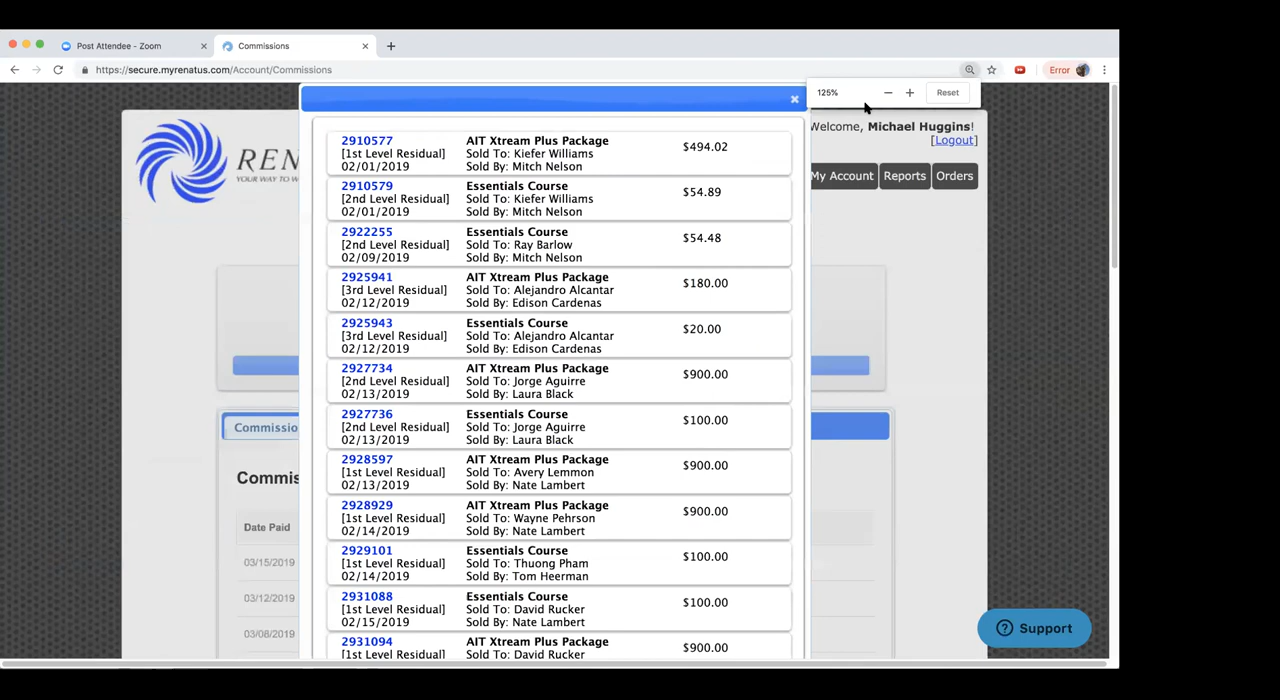 Post Attendee - Zoom
Commissions
https://secure.myrenatus.com/Account/Commissions
Error
125%
Reset
Welcome, Michael Huggins!
[Logout]
REN
YOUR WAY TO W
My Account
Reports
Orders
2910577 AIT Xtream Plus Package $494.02
[1st Level Residual] Sold To: Kiefer Williams
02/01/2019 Sold By: Mitch Nelson
2910579 Essentials Course $54.89
[2nd Level Residual] Sold To: Kiefer Williams
02/01/2019 Sold By: Mitch Nelson
2922255 Essentials Course $54.48
[2nd Level Residual] Sold To: Ray Barlow
02/09/2019 Sold By: Mitch Nelson
2925941 AIT Xtream Plus Package $180.00
[3rd Level Residual] Sold To: Alejandro Alcantar
02/12/2019 Sold By: Edison Cardenas
2925943 Essentials Course $20.00
[3rd Level Residual] Sold To: Alejandro Alcantar
02/12/2019 Sold By: Edison Cardenas
2927734 AIT Xtream Plus Package $900.00
[2nd Level Residual] Sold To: Jorge Aguirre
02/13/2019 Sold By: Laura Black
2927736 Essentials Course $100.00
[2nd Level Residual] Sold To: Jorge Aguirre
02/13/2019 Sold By: Laura Black
2928597 AIT Xtream Plus Package $900.00
[1st Level Residual] Sold To: Avery Lemmon
02/13/2019 Sold By: Nate Lambert
2928929 AIT Xtream Plus Package $900.00
[1st Level Residual] Sold To: Wayne Pehrson
02/14/2019 Sold By: Nate Lambert
2929101 Essentials Course $100.00
[1st Level Residual] Sold To: Thuong Pham
02/14/2019 Sold By: Tom Heerman
2931088 Essentials Course $100.00
[1st Level Residual] Sold To: David Rucker
02/15/2019 Sold By: Nate Lambert
2931094 AIT Xtream Plus Package $900.00
[1st Level Residual] Sold To: David Rucker
Commissio
Commis
Date Paid
03/15/2019
03/12/2019
03/08/2019
Support